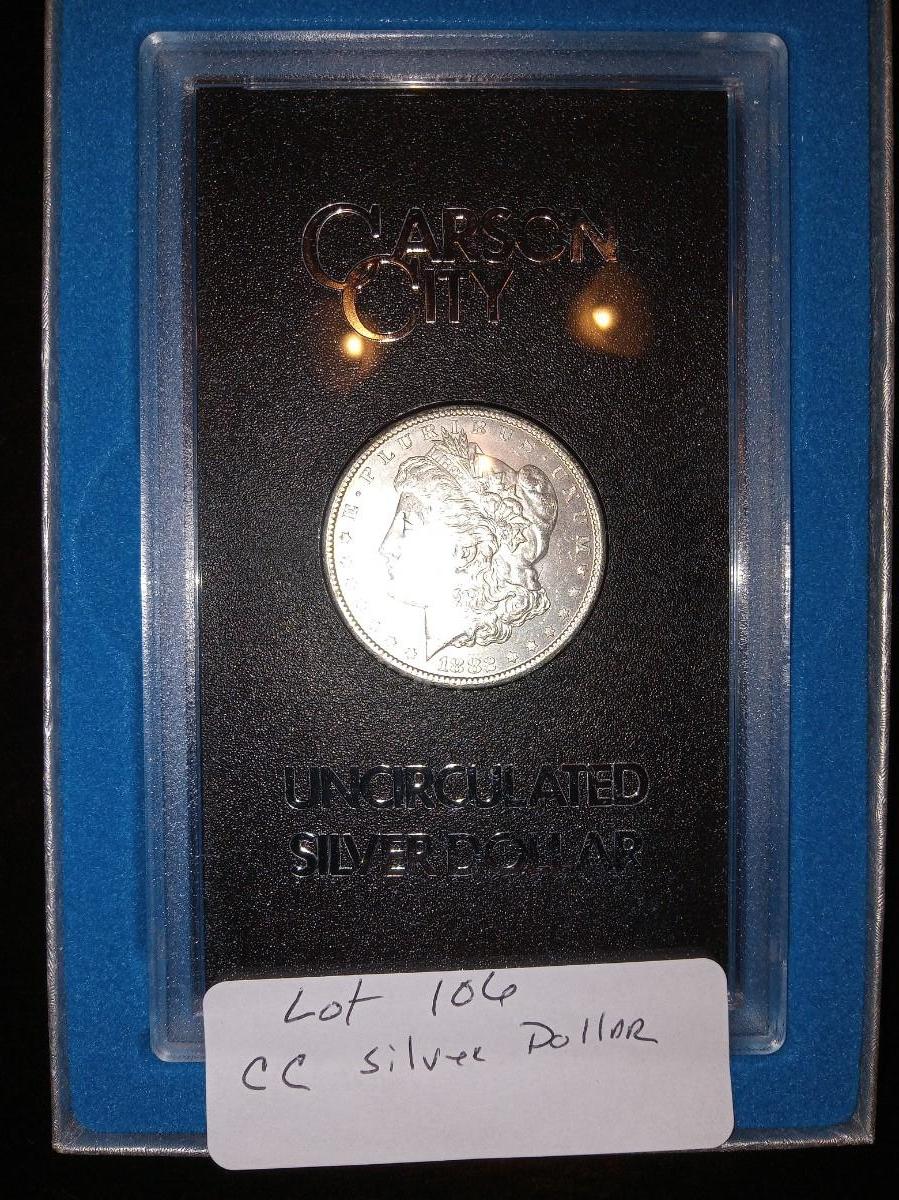 CARSON
CITY
E · PLURIBUS · UNUM
1882
UNCIRCULATED
SILVER DOLLAR
Lot 106
CC Silver Dollar